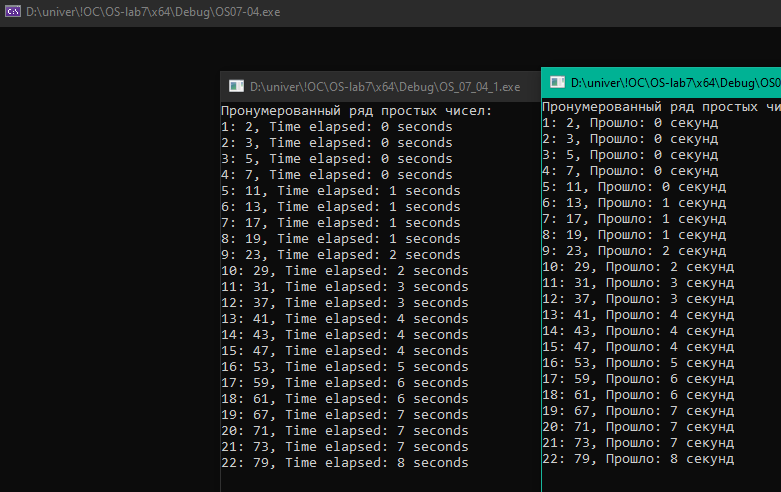 D:\univer\!ОС\OS-lab7\x64\Debug\OS07-04.exe
D:\univer\!ОС\OS-lab7\x64\Debug\OS_07_04_1.exe
Пронумерованный ряд простых чисел:
1: 2, Time elapsed: 0 seconds
2: 3, Time elapsed: 0 seconds
3: 5, Time elapsed: 0 seconds
4: 7, Time elapsed: 0 seconds
5: 11, Time elapsed: 1 seconds
6: 13, Time elapsed: 1 seconds
7: 17, Time elapsed: 1 seconds
8: 19, Time elapsed: 1 seconds
9: 23, Time elapsed: 2 seconds
10: 29, Time elapsed: 2 seconds
11: 31, Time elapsed: 3 seconds
12: 37, Time elapsed: 3 seconds
13: 41, Time elapsed: 4 seconds
14: 43, Time elapsed: 4 seconds
15: 47, Time elapsed: 4 seconds
16: 53, Time elapsed: 5 seconds
17: 59, Time elapsed: 6 seconds
18: 61, Time elapsed: 6 seconds
19: 67, Time elapsed: 7 seconds
20: 71, Time elapsed: 7 seconds
21: 73, Time elapsed: 7 seconds
22: 79, Time elapsed: 8 seconds
D:\univer\!ОС\OS-lab7\x64\Debug\OS0
Пронумерованный ряд простых чи
1: 2, Прошло: 0 секунд
2: 3, Прошло: 0 секунд
3: 5, Прошло: 0 секунд
4: 7, Прошло: 0 секунд
5: 11, Прошло: 0 секунд
6: 13, Прошло: 1 секунд
7: 17, Прошло: 1 секунд
8: 19, Прошло: 1 секунд
9: 23, Прошло: 2 секунд
10: 29, Прошло: 2 секунд
11: 31, Прошло: 3 секунд
12: 37, Прошло: 3 секунд
13: 41, Прошло: 4 секунд
14: 43, Прошло: 4 секунд
15: 47, Прошло: 4 секунд
16: 53, Прошло: 5 секунд
17: 59, Прошло: 6 секунд
18: 61, Прошло: 6 секунд
19: 67, Прошло: 7 секунд
20: 71, Прошло: 7 секунд
21: 73, Прошло: 7 секунд
22: 79, Прошло: 8 секунд